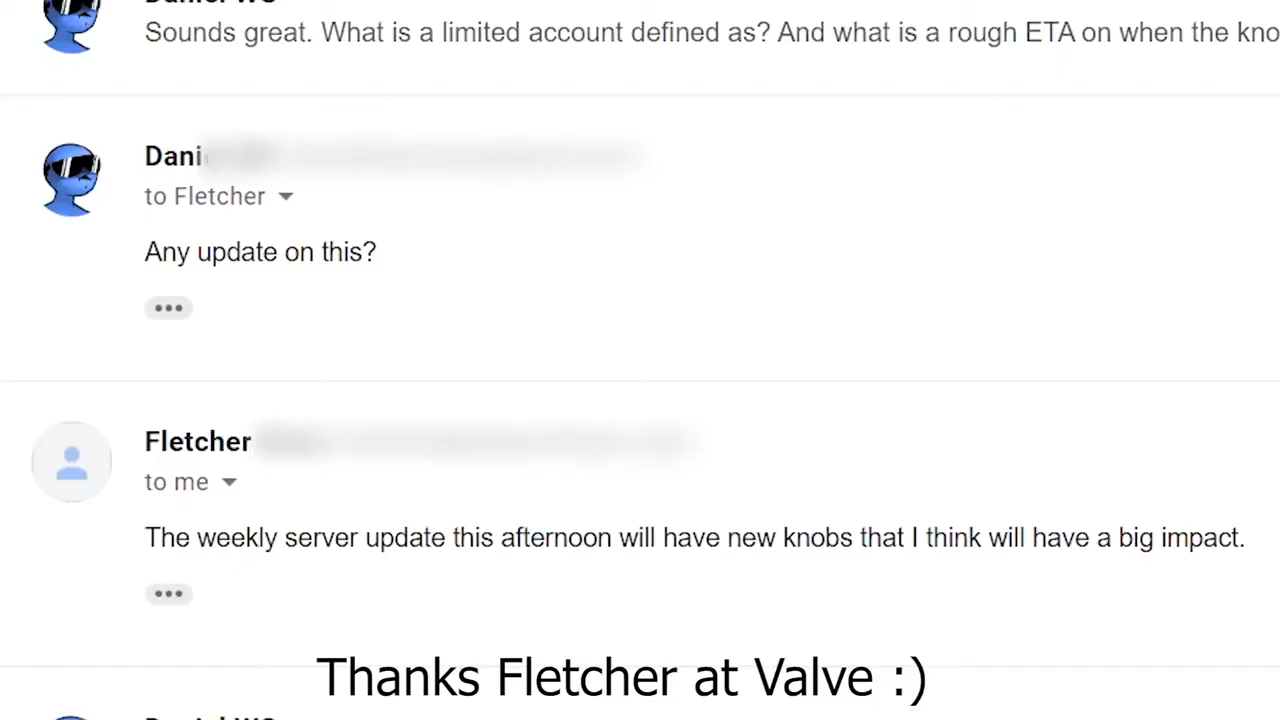 Sounds great. What is a limited account defined as? And what is a rough ETA on when the kno
Dani
to Fletcher
Any update on this?
Fletcher
to me
The weekly server update this afternoon will have new knobs that I think will have a big impact.
Thanks Fletcher at Valve :)